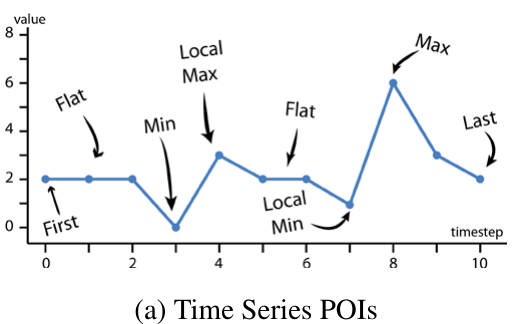 value
8
6
4
2
0
Flat
Min
Local
Max
Flat
Max
Last
First
Local
Min
timestep
0
2
4
6
8
10
(a) Time Series POIs